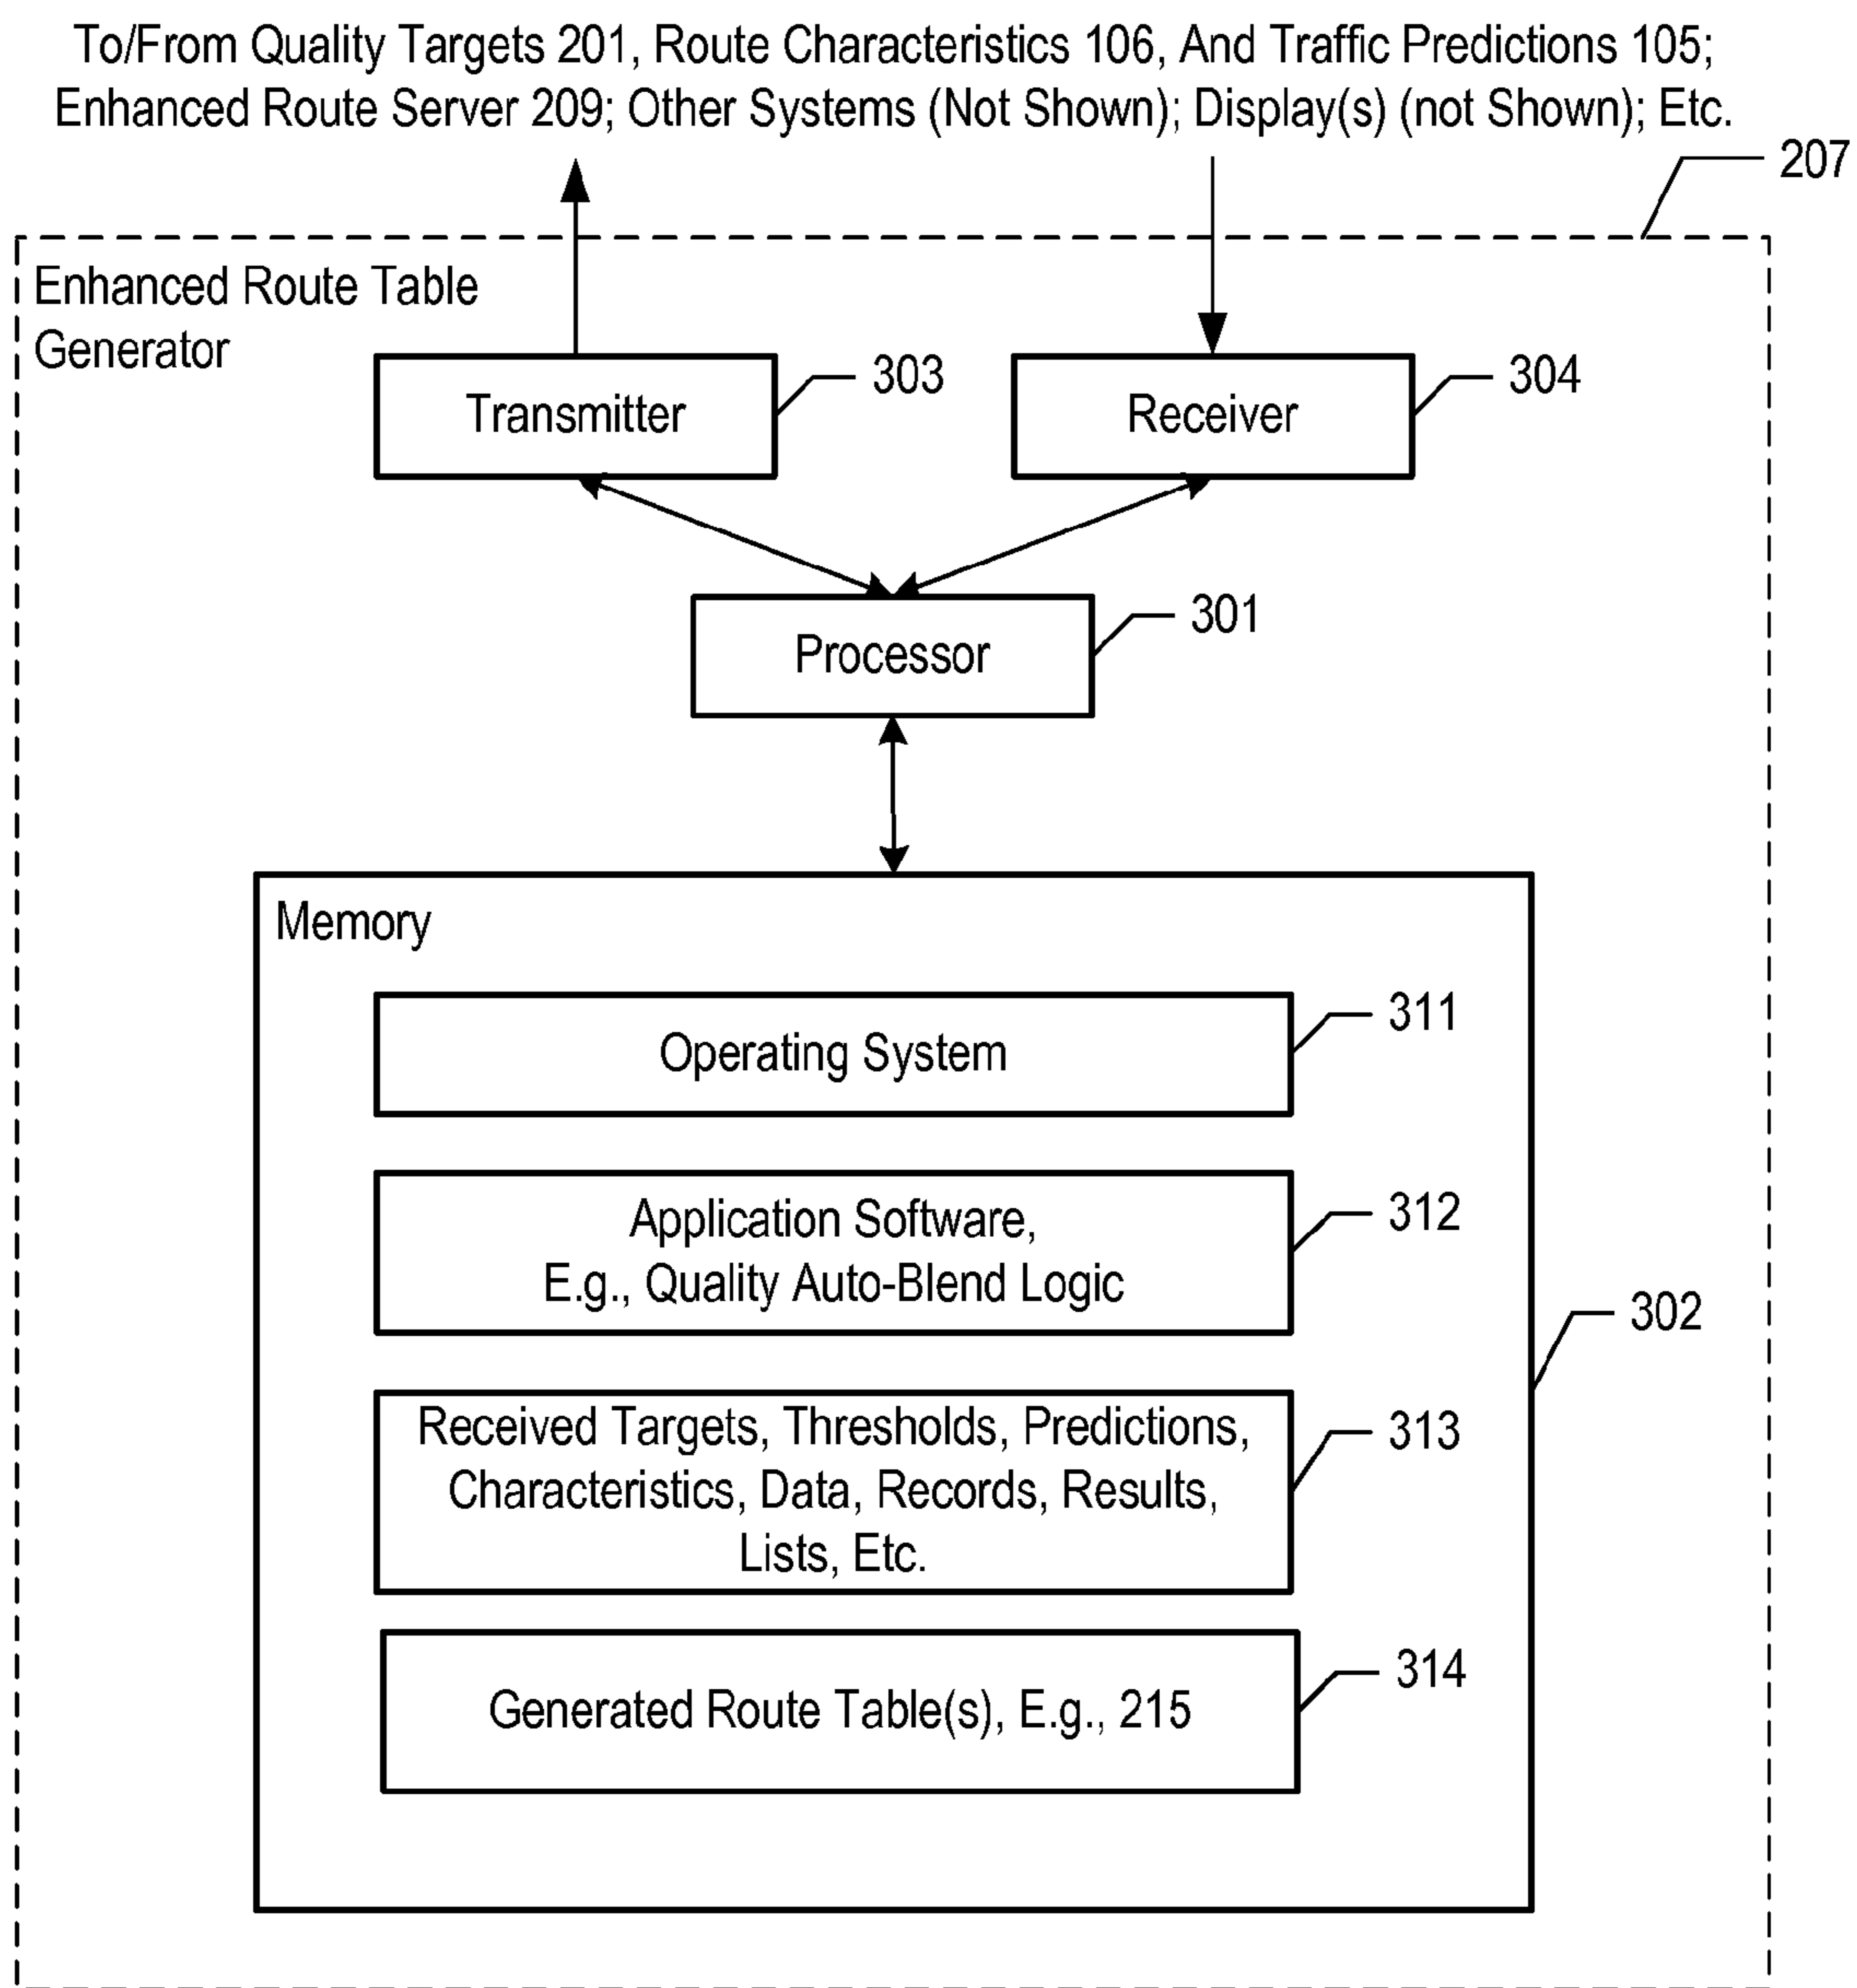 To/From Quality Targets 201, Route Characteristics 106, And Traffic Predictions 105;
Enhanced Route Server 209; Other Systems (Not Shown); Display(s) (not Shown); Etc.
207
Enhanced Route Table
Generator
Transmitter
303
Receiver
304
Processor
301
Memory
302
Operating System
311
Application Software,
E.g., Quality Auto-Blend Logic
312
Received Targets, Thresholds, Predictions,
Characteristics, Data, Records, Results,
Lists, Etc.
313
Generated Route Table(s), E.g., 215
314